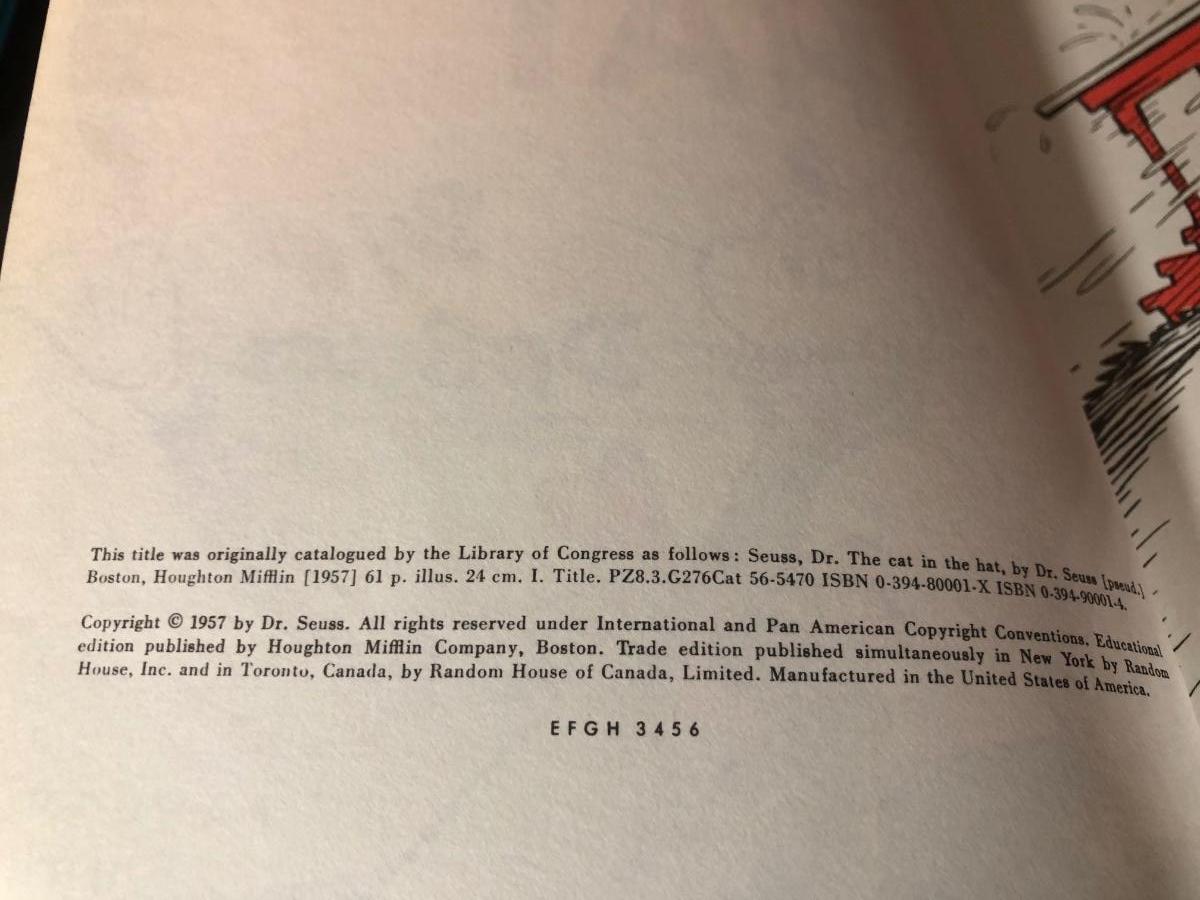 This title was originally catalogued by the Library of Congress as follows: Seuss, Dr. The cat in the hat, by Dr. Seuss [pseud.]
Boston, Houghton Mifflin [1957] 61 p. illus. 24 cm. I. Title. PZ8.3.G276Cat 56-5470 ISBN 0-394-80001-X ISBN 0-394-90001-4.
Copyright © 1957 by Dr. Seuss. All rights reserved under International and Pan American Copyright Conventions. Educational
edition published by Houghton Mifflin Company, Boston. Trade edition published simultaneously in New York by Random
House, Inc. and in Toronto, Canada, by Random House of Canada, Limited. Manufactured in the United States of America.
EFGH 3456